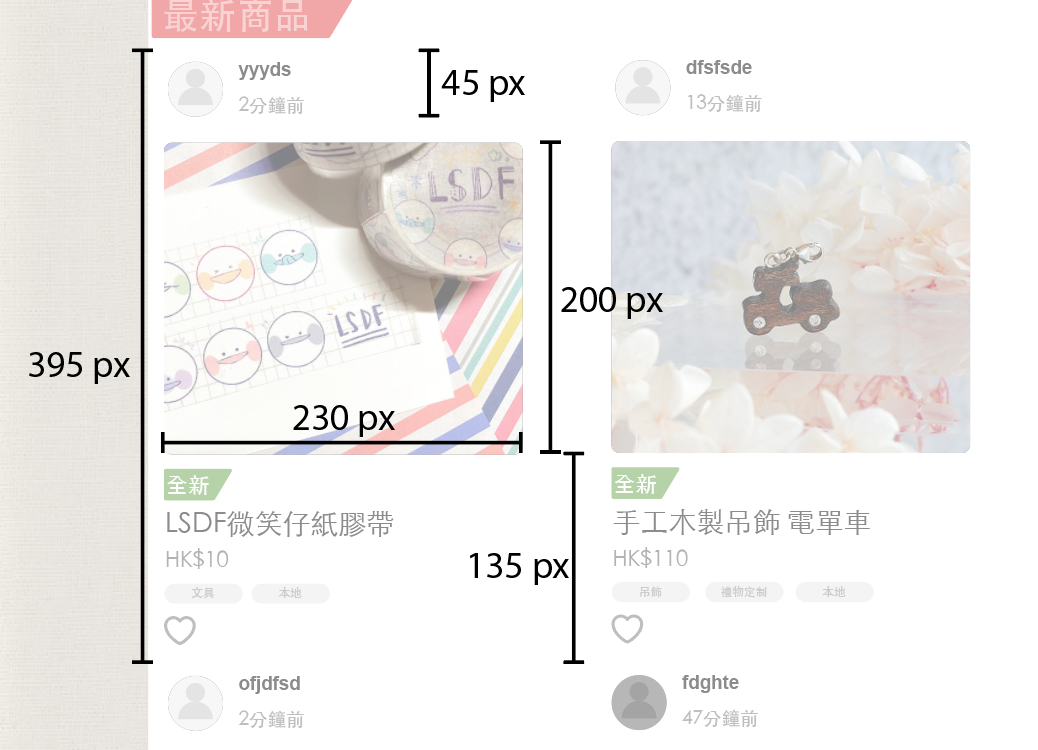 最新商品
yyyds
2分鐘前
45 px
dfsfsde
13分鐘前
LSDF
LSDF
200 px
395 px
230 px
全新
LSDF微笑仔紙膠帶
HK$10
文具
本地
135 px
全新
手工木製吊飾 電單車
HK$110
吊飾
禮物定制
本地
ofjdfsd
2分鐘前
fdghte
47分鐘前